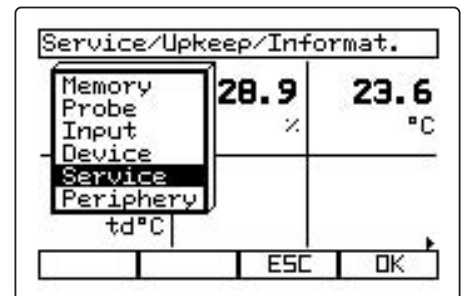 Service/Upkeep/Informat.
Memory
Probe
Input
Device
Service
Periphery
28.9 23.6
% °C
td°C
ESC OK